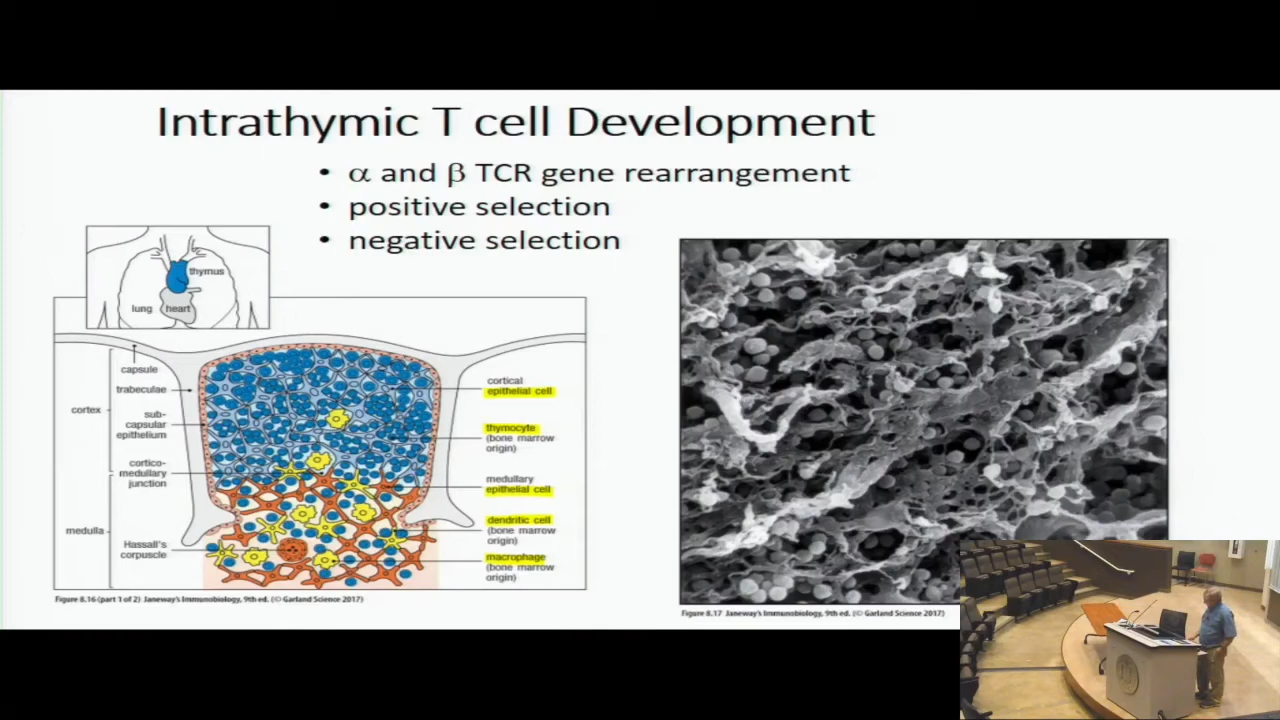 Intrathymic T cell Development
• α and β TCR gene rearrangement
• positive selection
• negative selection
thymus
lung
heart
capsule
trabeculae
cortex
sub-
capsular
epithelium
cortico-
medullary
junction
medulla
Hassall's
corpuscle
cortical
epithelial cell
thymocyte
(bone marrow
origin)
medullary
epithelial cell
dendritic cell
(bone marrow
origin)
macrophage
(bone marrow
origin)
Figure 8.16 (part 1 of 2) Janeway's Immunobiology, 9th ed. (© Garland Science 2017)
Figure 8.17 Janeway's Immunobiology, 9th ed. (© Garland Science 2017)